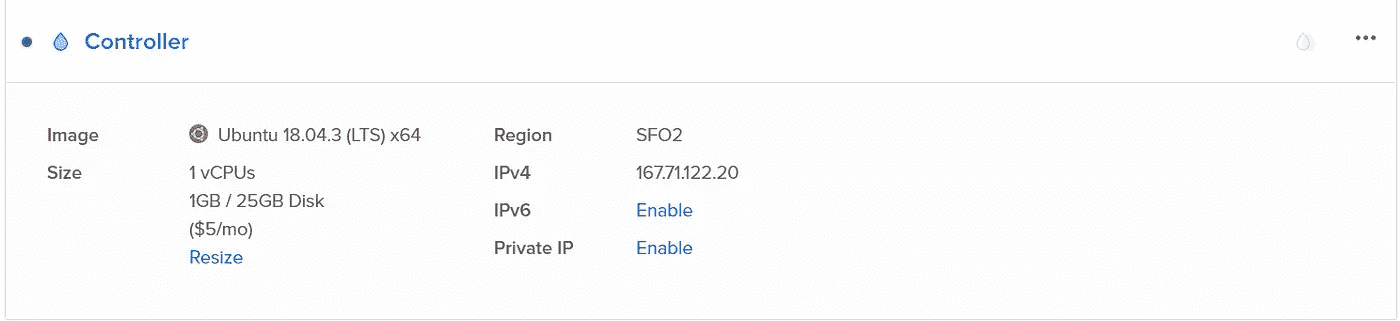 Controller
Image
Ubuntu 18.04.3 (LTS) x64
Size
1 vCPUs
1GB / 25GB Disk
($5/mo)
Resize
Region
SFO2
IPv4
167.71.122.20
IPv6
Enable
Private IP
Enable